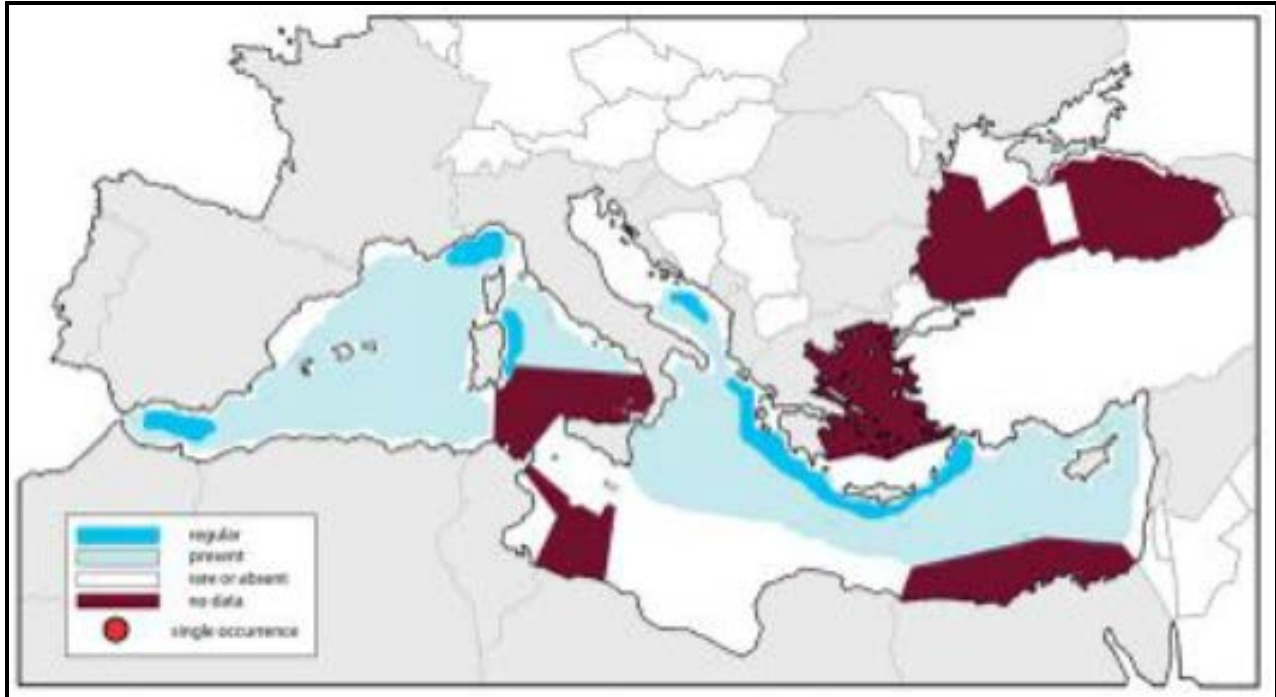 regular
present
rare or absent
no data
single occurrence